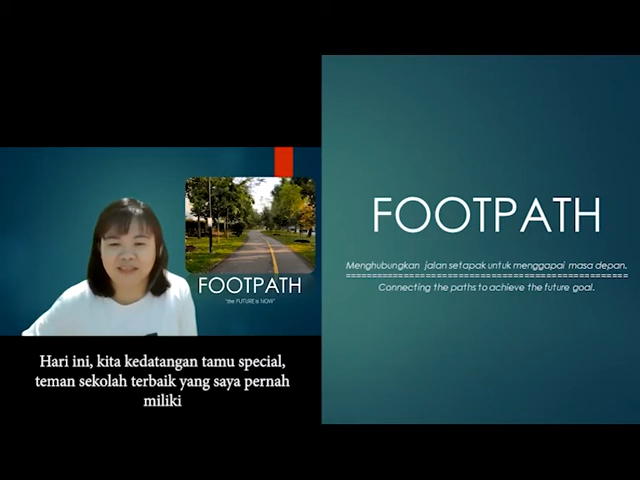 FOOTPATH
"the FUTURE is NOW"
Hari ini, kita kedatangan tamu special,
teman sekolah terbaik yang saya pernah
miliki
FOOTPATH
Menghubungkan jalan setapak untuk menggapai masa depan.
==================================================
Connecting the paths to achieve the future goal.